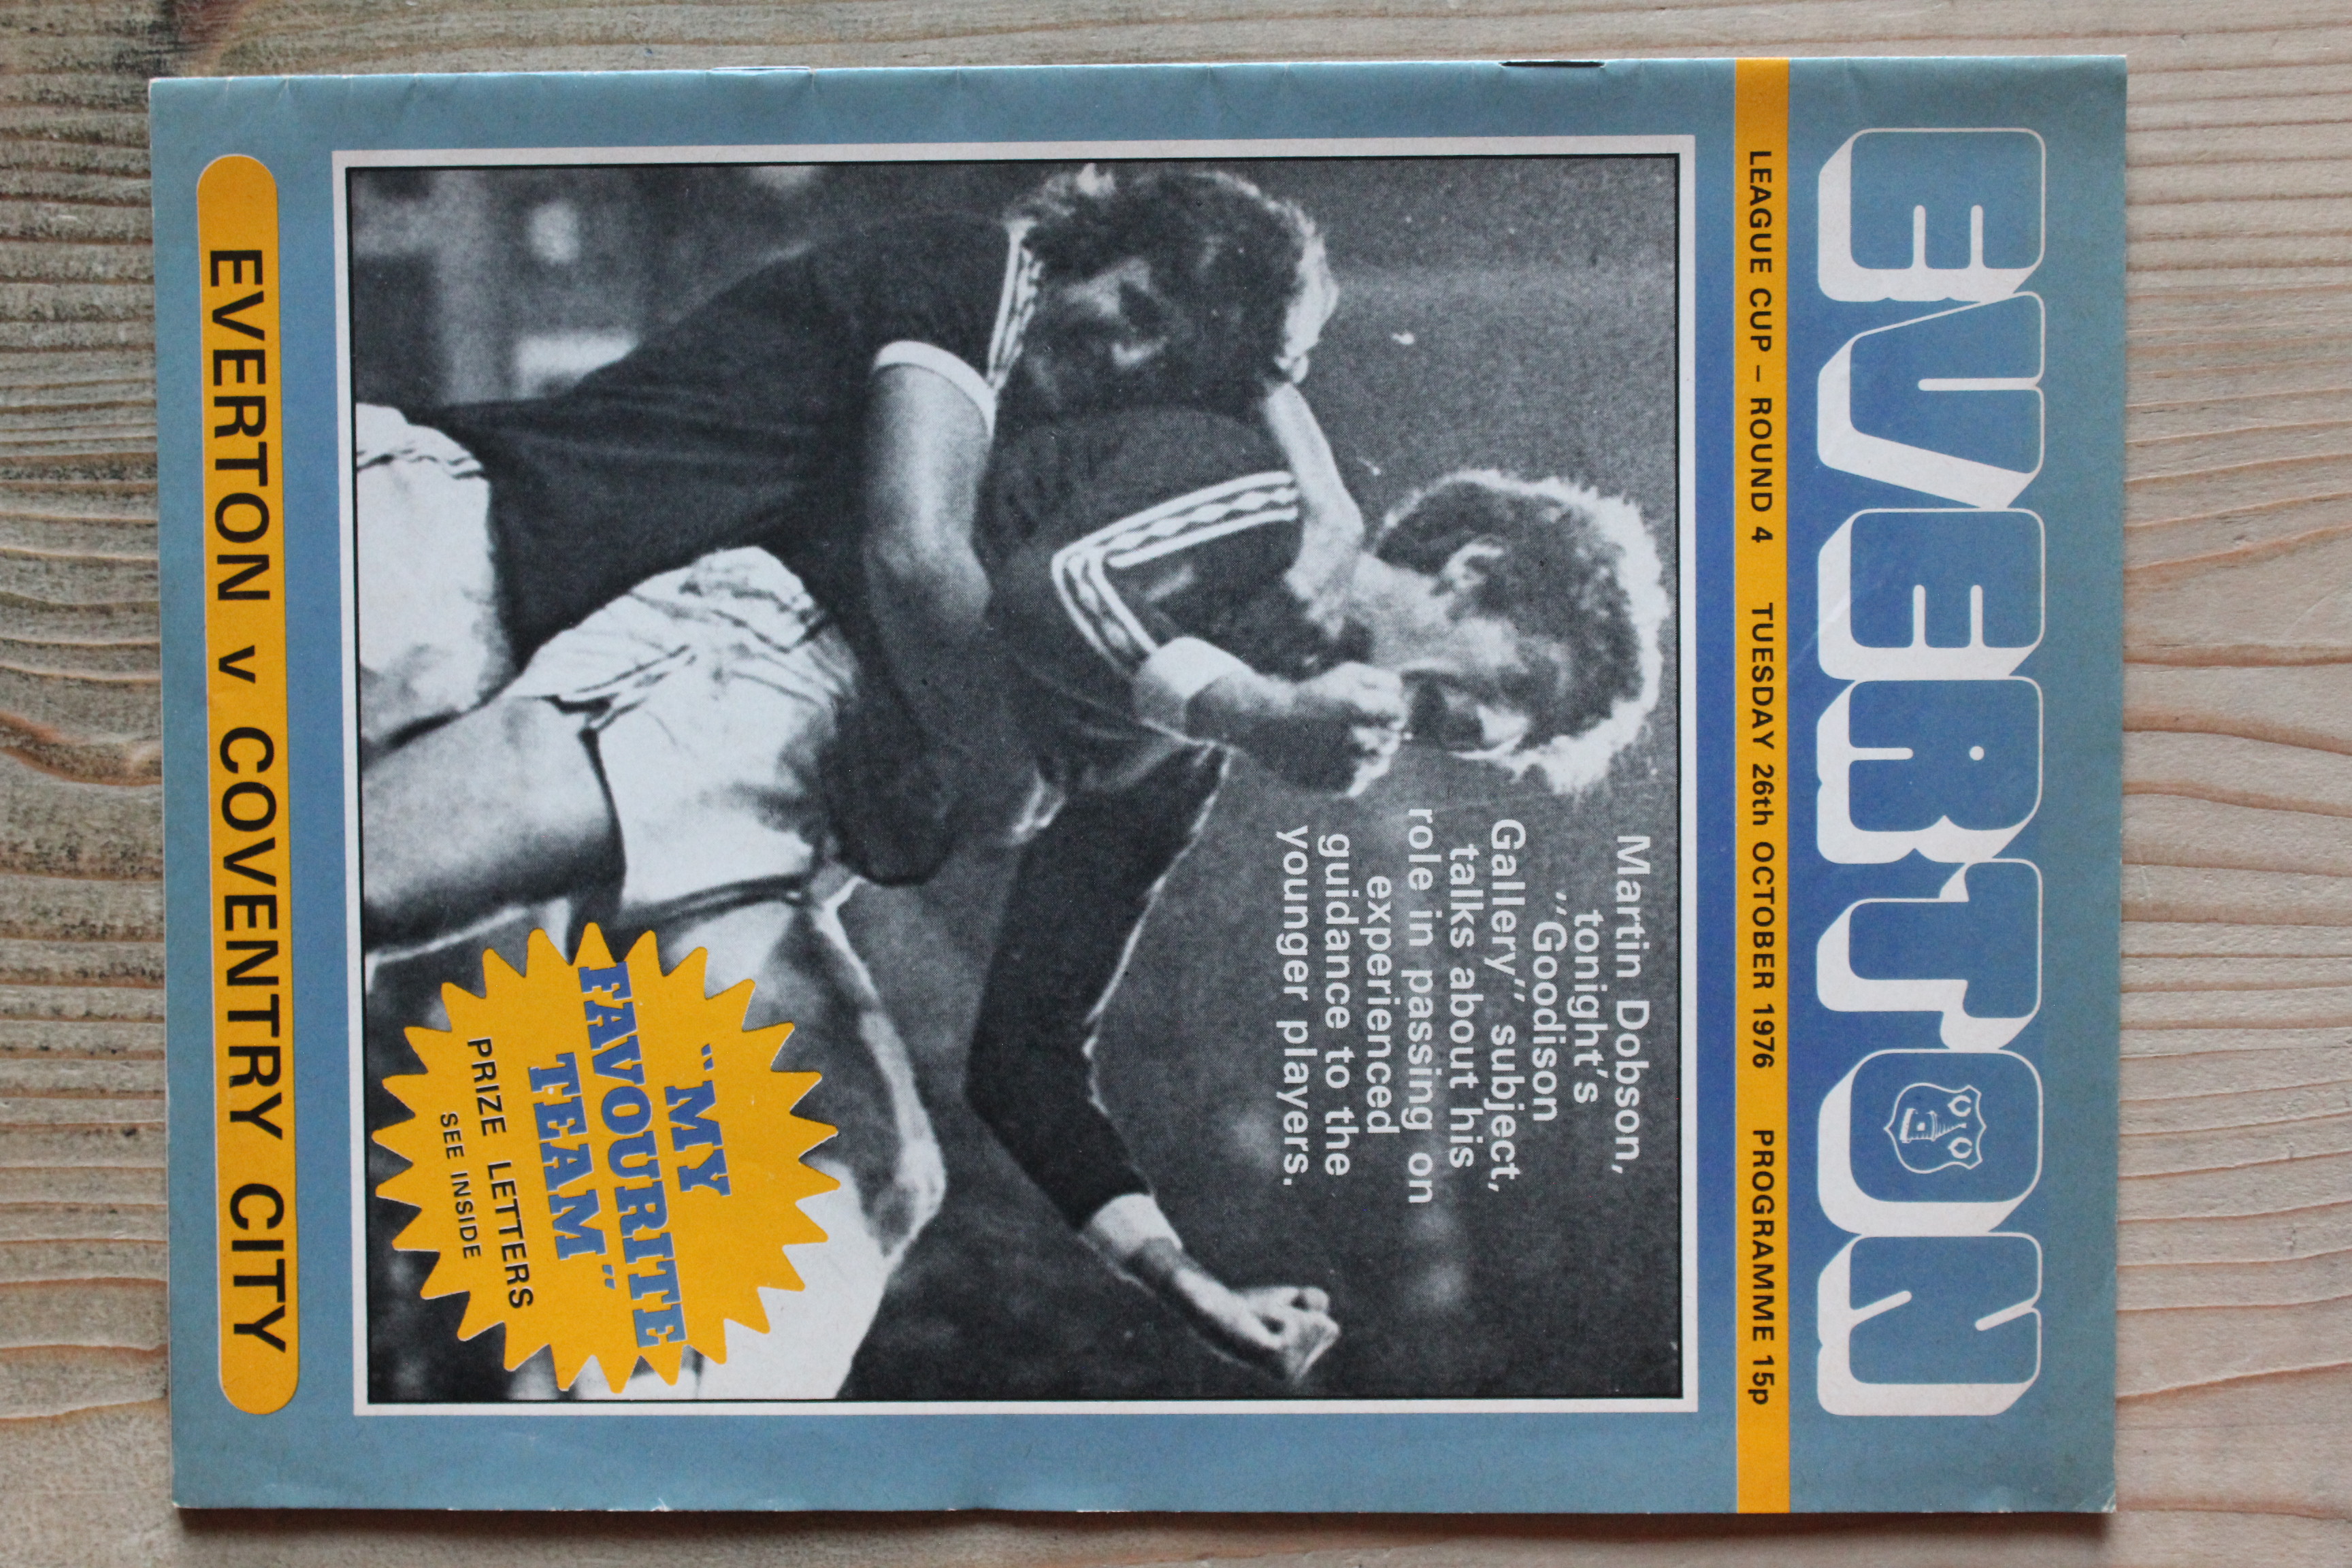 EVERTON
LEAGUE CUP – ROUND 4 TUESDAY 26th OCTOBER 1976 PROGRAMME 15p
Martin Dobson,
tonight's
"Goodison
Gallery" subject,
talks about his
role in passing on
experienced
guidance to the
younger players.
"MY
FAVOURITE
TEAM"
PRIZE LETTERS
SEE INSIDE
EVERTON v COVENTRY CITY